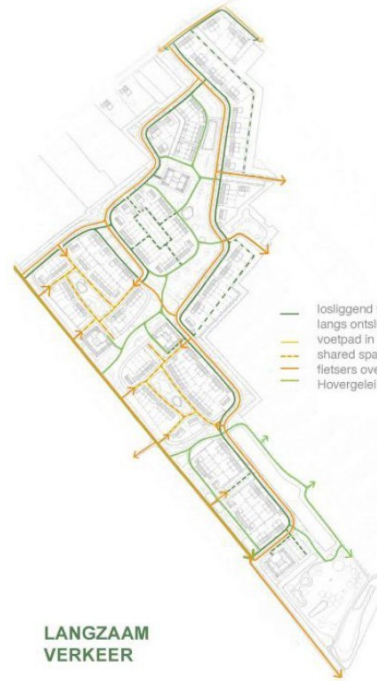 losliggend
langs ontsl
voetpad in
shared spa
fietsers ove
Hovergelei
LANGZAAM
VERKEER